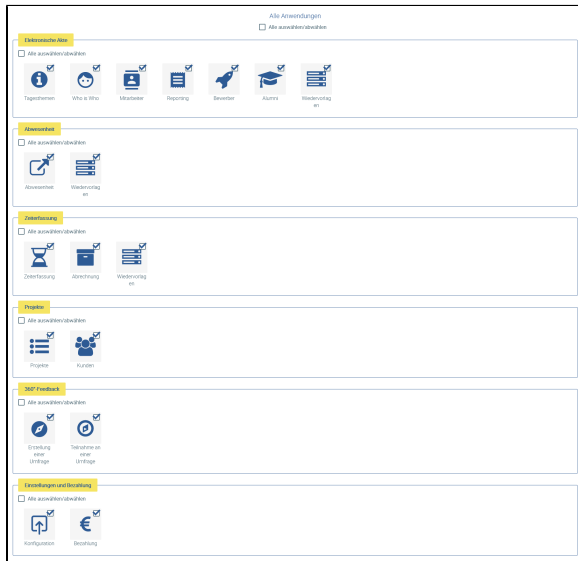 Alle Anwendungen
Alle auswählen/abwählen
Elektronische Akte
Alle auswählen/abwählen
Tagesthemen Who is Who Mitarbeiter Reporting Bewerber Alumni Wiedervorlag
en
Abwesenheit
Alle auswählen/abwählen
Abwesenheit Wiedervorlag
en
Zeiterfassung
Alle auswählen/abwählen
Zeiterfassung Abrechnung Wiedervorlag
en
Projekte
Alle auswählen/abwählen
Projekte Kunden
360°-Feedback
Alle auswählen/abwählen
Erstellung Teilnahme an
einer einer
Umfrage Umfrage
Einstellungen und Bezahlung
Alle auswählen/abwählen
Konfiguration Bezahlung